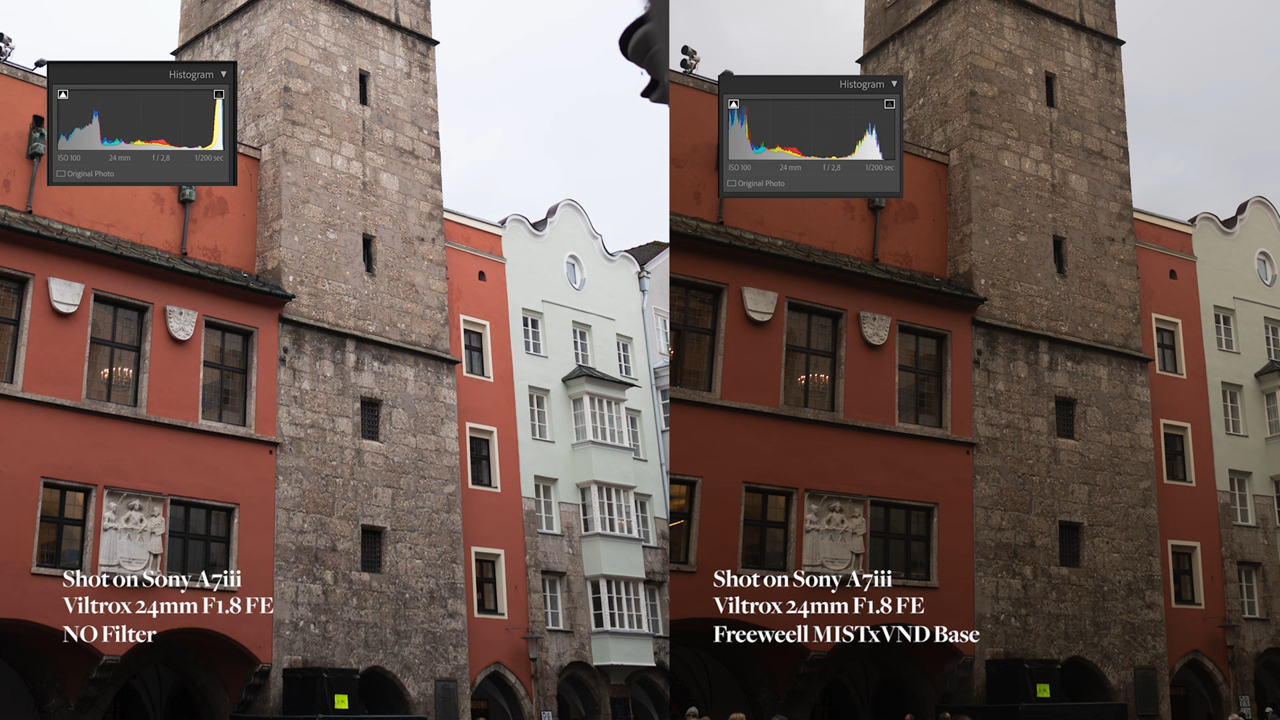 Histogram ▼
ISO 100 24 mm f / 2,8 1/200 sec
Original Photo
Shot on Sony A7iii
Viltrox 24mm F1.8 FE
NO Filter
Histogram ▼
ISO 100 24 mm f / 2,8 1/200 sec
Original Photo
Shot on Sony A7iii
Viltrox 24mm F1.8 FE
Freeweell MISTxVND Base